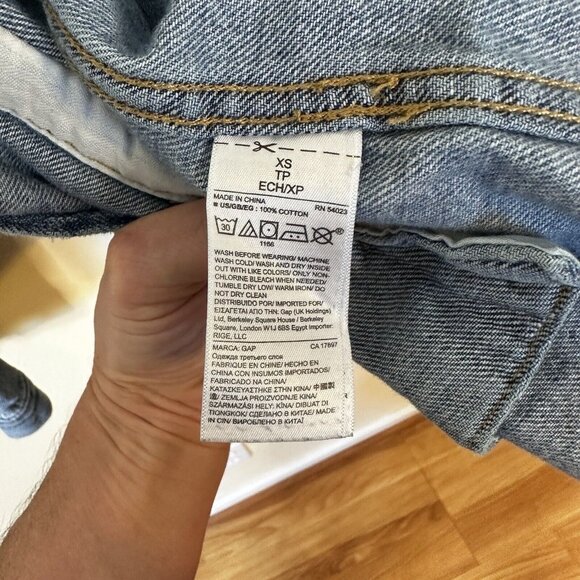 XS
TP
ECH/XP
MADE IN CHINA RN 54023
US/GB/EG : 100% COTTON
30
1166
WASH BEFORE WEARING/ MACHINE
WASH COLD/ WASH AND DRY INSIDE
OUT WITH LIKE COLORS/ ONLY NON-
CHLORINE BLEACH WHEN NEEDED/
TUMBLE DRY LOW/ WARM IRON/ DO
NOT DRY CLEAN
DISTRIBUIDO POR/ IMPORTED FOR/
ΕΙΣΑΓΕΤΑΙ ΑΠΟ ΤΗΝ: Gap (UK Holdings)
Ltd, Berkeley Square House / Berkeley
Square, London W1J 6BS Egypt Importer:
RIGE, LLC
MARCA: GAP CA 17897
Одежда третьего слоя
FABRIQUE EN CHINE/ HECHO EN
CHINA CON INSUMOS IMPORTADOS/
FABRICADO NA CHINA/
ΚΑΤΑΣΚΕΥΑΣΤΗΚΕ ΣΤΗΝ ΚΙΝΑ/ 中國製
造/ ZEMLJA PROIZVODNJE: KINA/
SZÁRMAZÁSI HELY: KÍNA/ DIBUAT DI
TIONGKOK/ СДЕЛАНО В КИТАЕ/ MADE
IN CIN/ ВИРОБЛЕНО В КИТАЇ